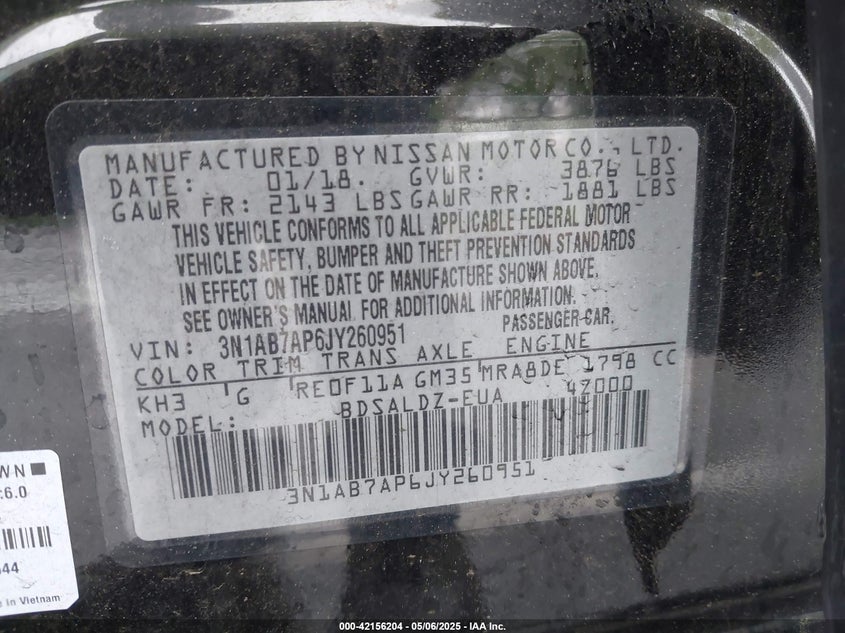 MANUFACTURED BY NISSAN MOTOR CO., LTD.
DATE: 01/18. GVWR: 3876 LBS
GAWR FR: 2143 LBS GAWR RR: 1881 LBS
THIS VEHICLE CONFORMS TO ALL APPLICABLE FEDERAL MOTOR
VEHICLE SAFETY, BUMPER AND THEFT PREVENTION STANDARDS
IN EFFECT ON THE DATE OF MANUFACTURE SHOWN ABOVE.
SEE OWNER'S MANUAL FOR ADDITIONAL INFORMATION.
VIN: 3N1AB7AP6JY260951 PASSENGER CAR.
COLOR TRIM TRANS AXLE ENGINE
KH3 G RE0F11A GM35 MRA8DE 1798 CC
MODEL: BDSALDZ-EUA 4Z000
3N1AB7AP6JY260951
WN
:6.0
44
in Vietnam
000-42156204 - 05/06/2025 - IAA Inc.